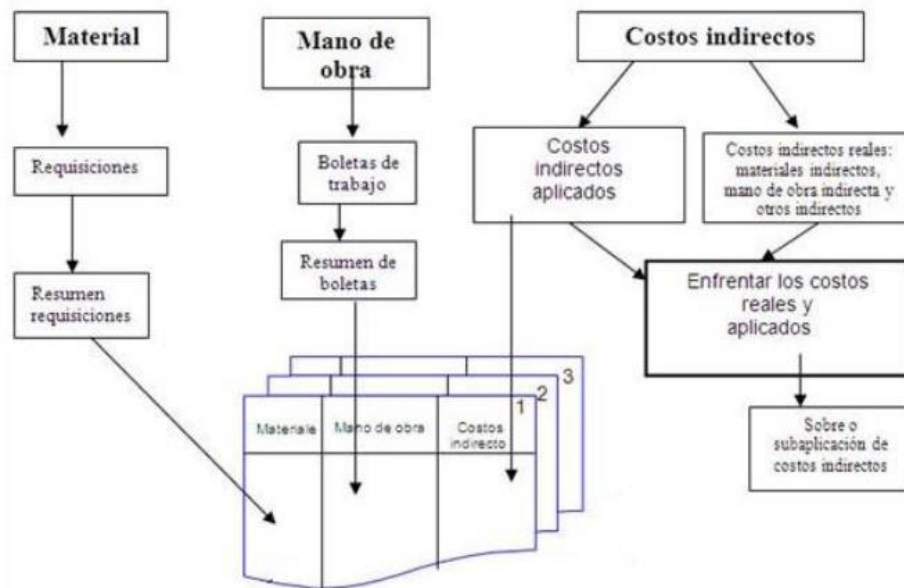 Material
Mano de
obra
Costos indirectos
Requisiciones
Boletas de
trabajo
Costos
indirectos
aplicados
Costos indirectos reales:
materiales indirectos,
mano de obra indirecta y
otros indirectos
Resumen
requisiciones
Resumen de
boletas
Enfrentar los costos
reales y
aplicados
3
2
1
Materiale
Mano de obra
Costos
indirecto
Sobre o
subaplicación de
costos indirectos